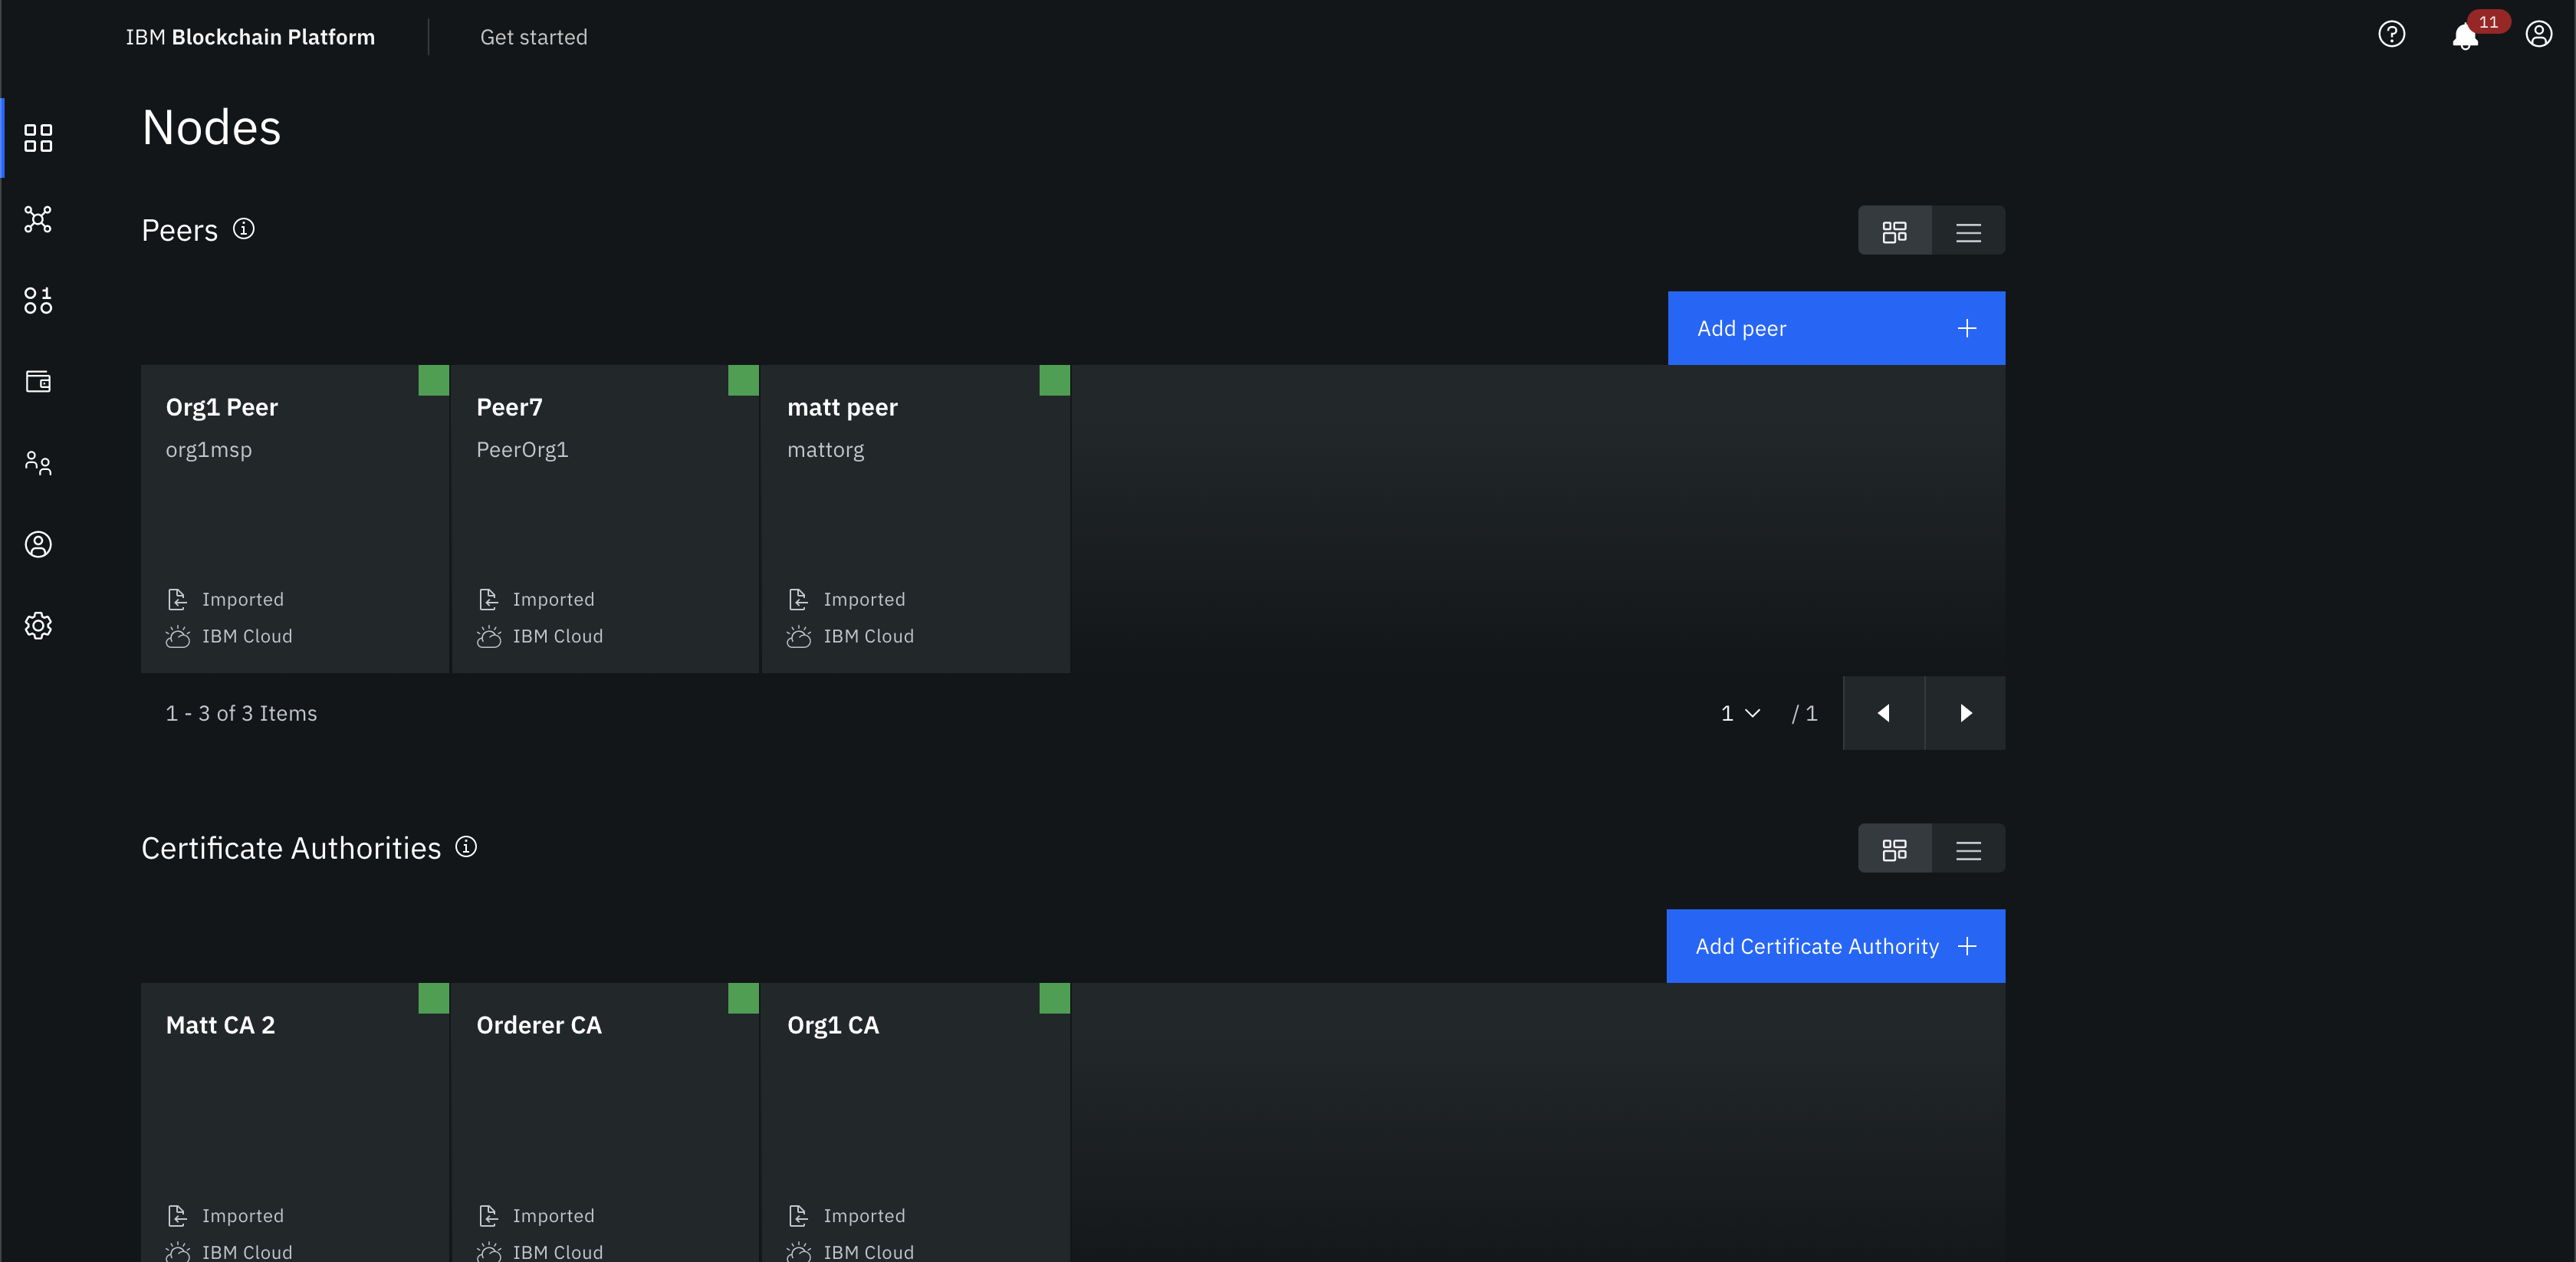 IBM Blockchain Platform
Get started
11
Nodes
Peers
Add peer
Org1 Peer
org1msp
Imported
IBM Cloud
Peer7
PeerOrg1
Imported
IBM Cloud
matt peer
mattorg
Imported
IBM Cloud
1 - 3 of 3 Items
1 / 1
Certificate Authorities
Add Certificate Authority
Matt CA 2
Imported
IBM Cloud
Orderer CA
Imported
IBM Cloud
Org1 CA
Imported
IBM Cloud